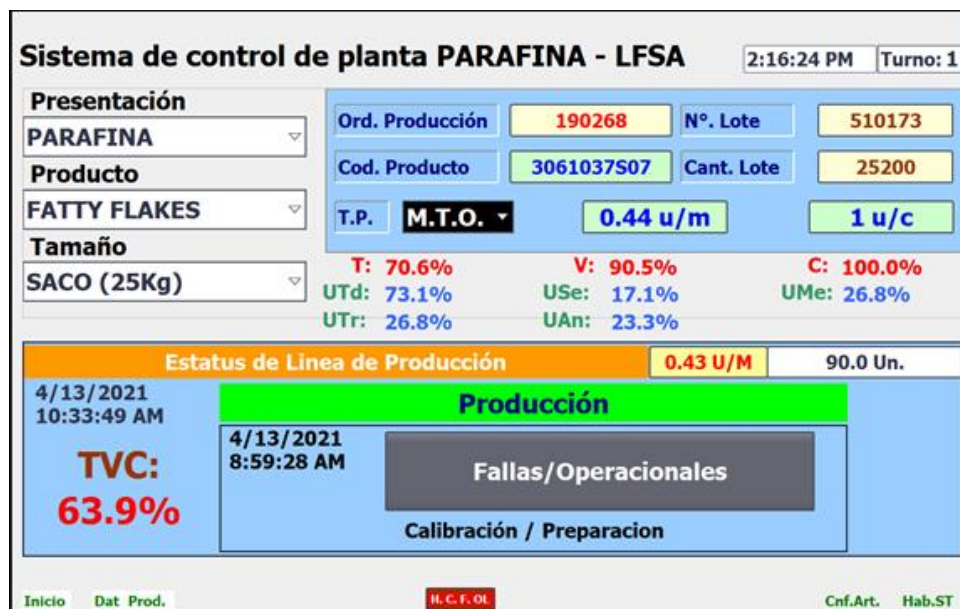 Sistema de control de planta PARAFINA - LFSA
2:16:24 PM
Turno: 1
Presentación
PARAFINA
Producto
FATTY FLAKES
Tamaño
SACO (25Kg)
Ord. Producción 190268 N°. Lote 510173
Cod. Producto 3061037S07 Cant. Lote 25200
T.P. M.T.O. 0.44 u/m 1 u/c
T: 70.6% V: 90.5% C: 100.0%
UTd: 73.1% USe: 17.1% UMe: 26.8%
UTr: 26.8% UAn: 23.3%
Estatus de Linea de Producción 0.43 U/M 90.0 Un.
4/13/2021
10:33:49 AM
TVC:
63.9%
Producción
4/13/2021
8:59:28 AM
Fallas/Operacionales
Calibración / Preparacion
Inicio Dat Prod. H. C. F. OL Cnf.Art. Hab.ST